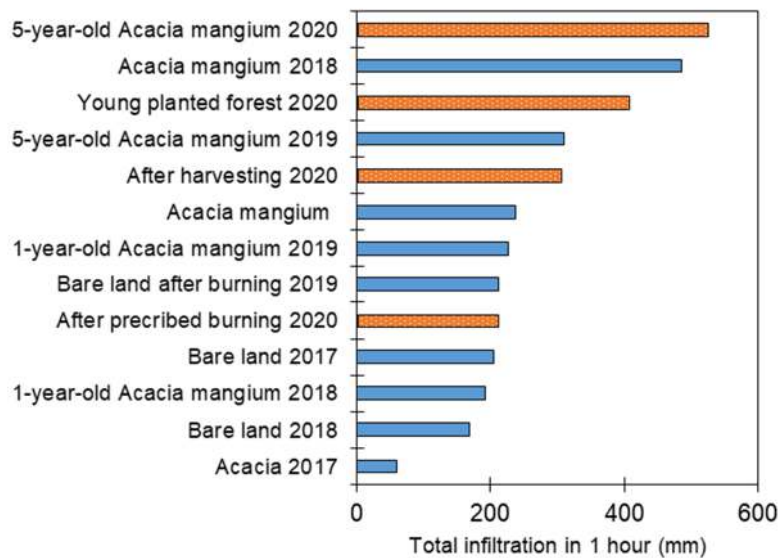 5-year-old Acacia mangium 2020
Acacia mangium 2018
Young planted forest 2020
5-year-old Acacia mangium 2019
After harvesting 2020
Acacia mangium
1-year-old Acacia mangium 2019
Bare land after burning 2019
After precribed burning 2020
Bare land 2017
1-year-old Acacia mangium 2018
Bare land 2018
Acacia 2017
0 200 400 600
Total infiltration in 1 hour (mm)